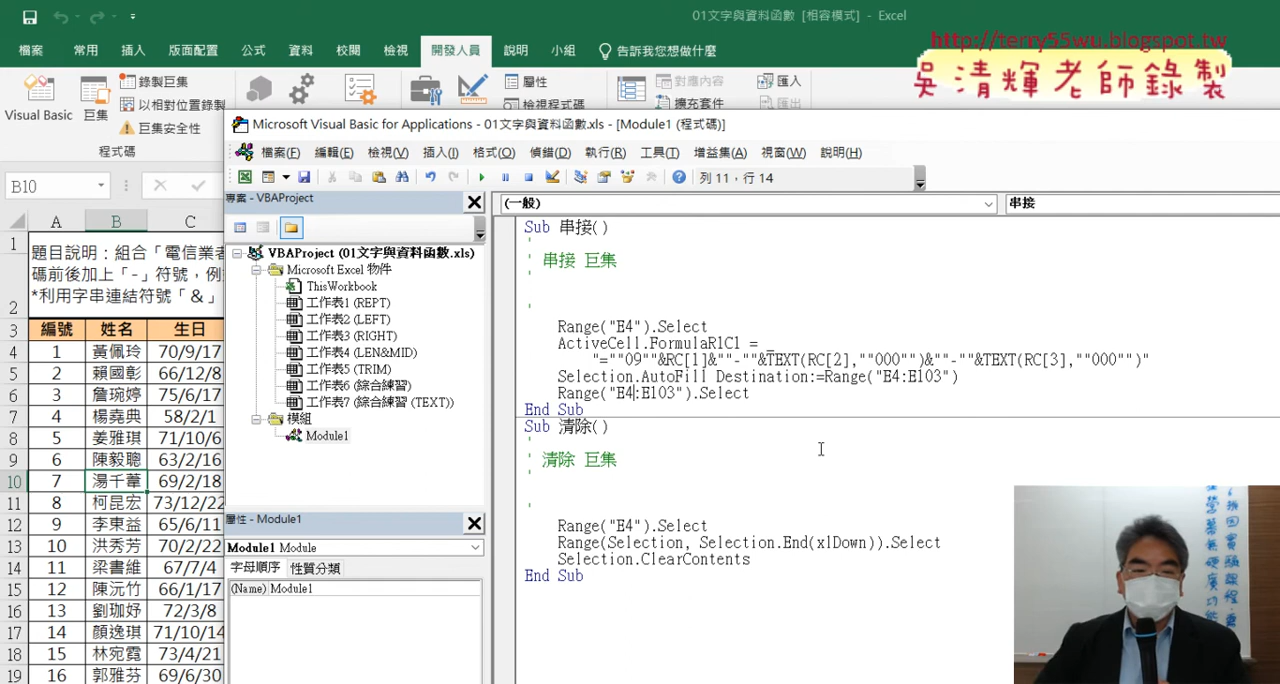 01文字與資料函數 [相容模式] - Excel
http://terry55wu.blogspot.tw
吳清輝老師錄製
檔案 常用 插入 版面配置 公式 資料 校閱 檢視 開發人員 說明 小組 告訴我您想做什麼
Visual Basic 巨集 錄製巨集 以相對位置錄製 巨集安全性 程式碼
屬性 檢視程式碼 對應內容 擴充套件 匯入 匯出
Microsoft Visual Basic for Applications - 01文字與資料函數.xls - [Module1 (程式碼)]
檔案(F) 編輯(E) 檢視(V) 插入(I) 格式(O) 偵錯(D) 執行(R) 工具(T) 增益集(A) 視窗(W) 說明(H)
列 11，行 14
B10
A B C
題目說明：組合「電信業者
碼前後加上「-」符號，例
*利用字串連結符號「&」
1
2
3 編號 姓名 生日
4 1 黃佩玲 70/9/17
5 2 賴國彰 66/12/8
6 3 詹琬婷 75/6/17
7 4 楊堯典 58/2/1
8 5 姜雅琪 71/10/6
9 6 陳毅聰 63/2/16
10 7 湯千葦 69/2/18
11 8 柯昆宏 73/12/22
12 9 李東益 65/6/11
13 10 洪秀芳 70/2/22
14 11 梁書維 67/7/4
15 12 陳沅竹 66/1/17
16 13 劉珈妤 72/3/8
17 14 顏逸琪 71/10/14
18 15 林宛霓 73/4/21
19 16 郭雅芬 69/6/30
專案 - VBAProject
VBAProject (01文字與資料函數.xls)
Microsoft Excel 物件
ThisWorkbook
工作表1 (REPT)
工作表2 (LEFT)
工作表3 (RIGHT)
工作表4 (LEN&MID)
工作表5 (TRIM)
工作表6 (綜合練習)
工作表7 (綜合練習 (TEXT))
模組
Module1
屬性 - Module1
Module1 Module
字母順序 性質分類
(Name) Module1
(一般) 串接
Sub 串接()
'
' 串接 巨集
'
'
Range("E4").Select
ActiveCell.FormulaR1C1 = _
"=""09""&RC[1]&""-""&TEXT(RC[2],""000"")&""-""&TEXT(RC[3],""000"")"
Selection.AutoFill Destination:=Range("E4:E103")
Range("E4:E103").Select
End Sub
Sub 清除()
'
' 清除 巨集
'
'
Range("E4").Select
Range(Selection, Selection.End(xlDown)).Select
Selection.ClearContents
End Sub